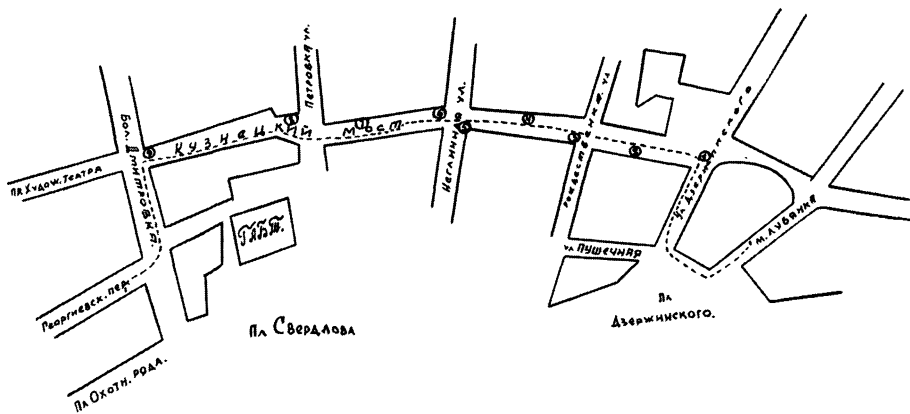 Петровка ул.
Бол. Дмитровка
Кузнецкий мост
Неглинная ул.
Рождественка ул
ул Дзержинского
Пл Худож. театра
м. Лубянка
ГАБТ.
ул Пушечная
Георгиевск. пер.
Пл Свердлова
Пл
Дзержинского.
Пл Охотн. ряда.